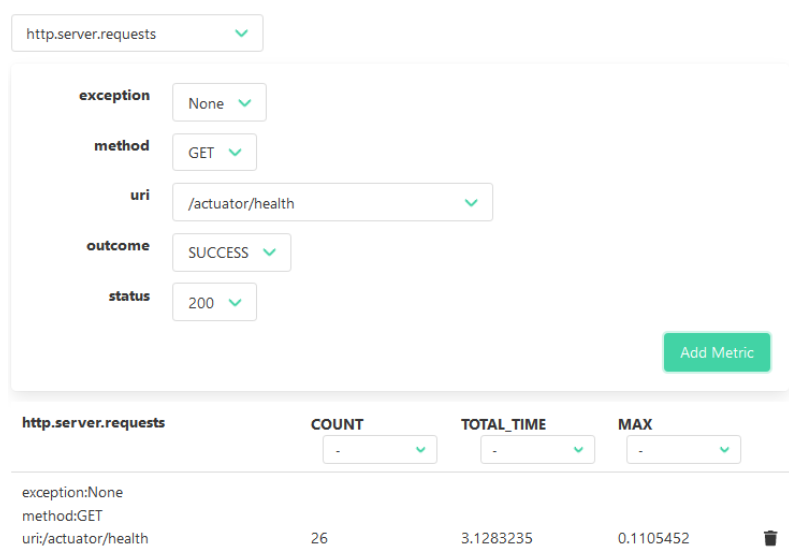 http.server.requests
exception None
method GET
uri /actuator/health
outcome SUCCESS
status 200
Add Metric
http.server.requests COUNT TOTAL_TIME MAX
- - -
exception:None
method:GET
uri:/actuator/health 26 3.1283235 0.1105452